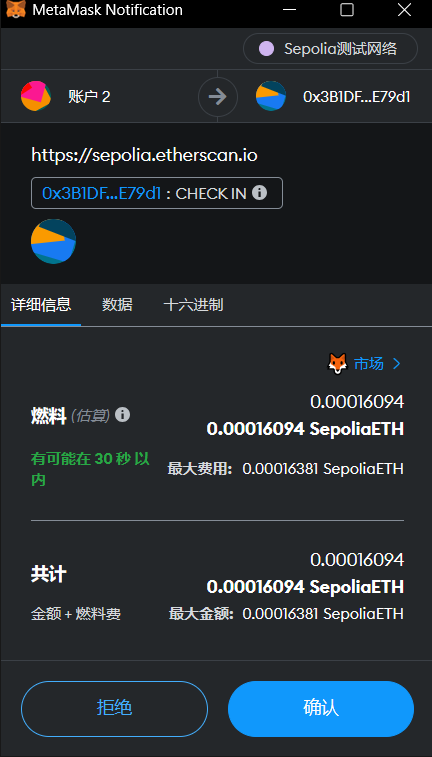 MetaMask Notification
Sepolia测试网络
账户 2
0x3B1DF...E79d1
https://sepolia.etherscan.io
0x3B1DF...E79d1 : CHECK IN
详细信息 数据 十六进制
市场
0.00016094
燃料 (估算) 0.00016094 SepoliaETH
有可能在 30 秒 以内
最大费用: 0.00016381 SepoliaETH
0.00016094
共计 0.00016094 SepoliaETH
金额 + 燃料费 最大金额: 0.00016381 SepoliaETH
拒绝 确认